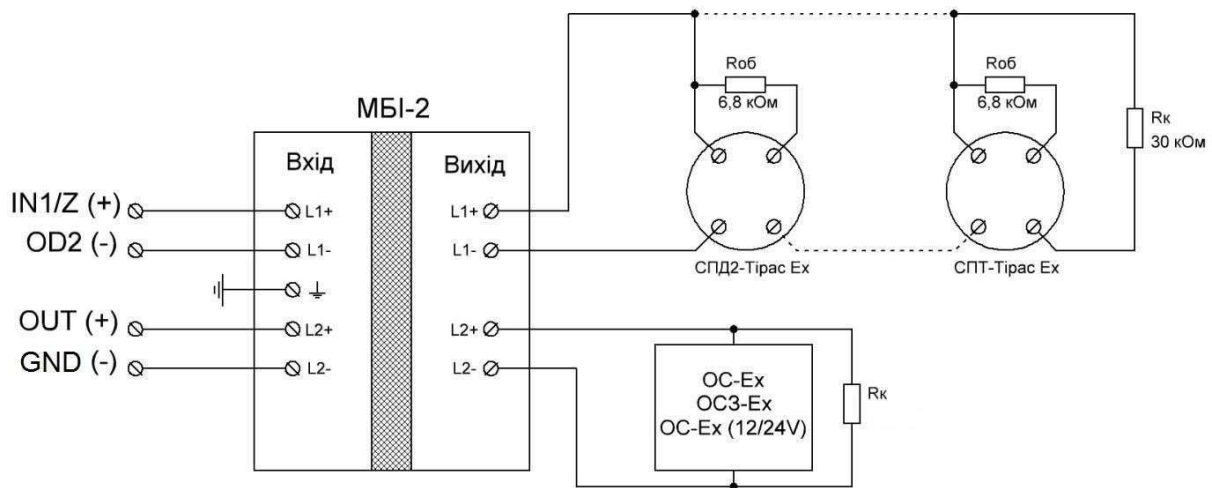 МБІ-2
Вхід
Вихід
IN1/Z (+)
OD2 (-)
OUT (+)
GND (-)
L1+
L1-
L2+
L2-
L1+
L1-
L2+
L2-
Rоб
6,8 кОм
Rоб
6,8 кОм
Rк
30 кОм
СПД2-Тірас Ex
СПТ-Тірас Ex
ОС-Ex
ОСЗ-Ex
ОС-Ex (12/24V)
Rк